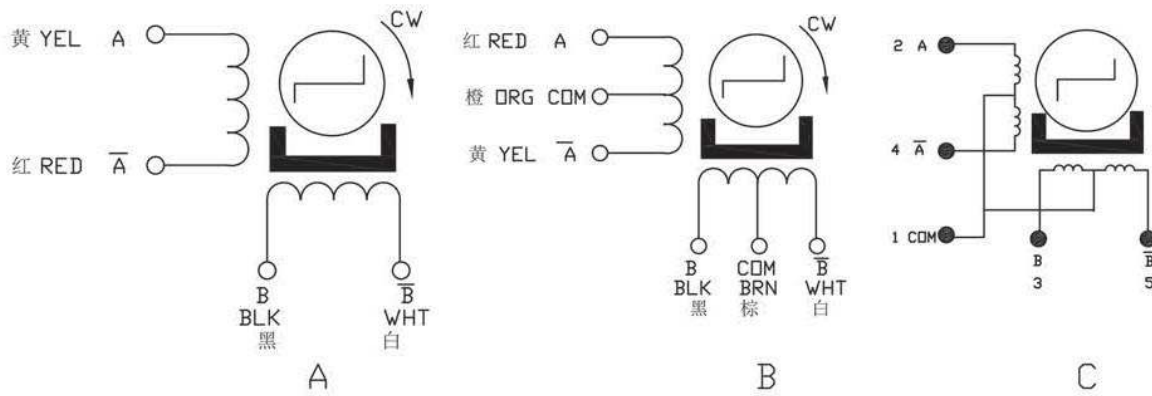 黄 YEL A
红 RED A̅
CW
B
BLK
黑
B̅
WHT
白
A
红 RED A
橙 ORG COM
黄 YEL A̅
CW
B
BLK
黑
COM
BRN
棕
B̅
WHT
白
B
2 A
4 A̅
1 COM
B
3
B̅
5
C